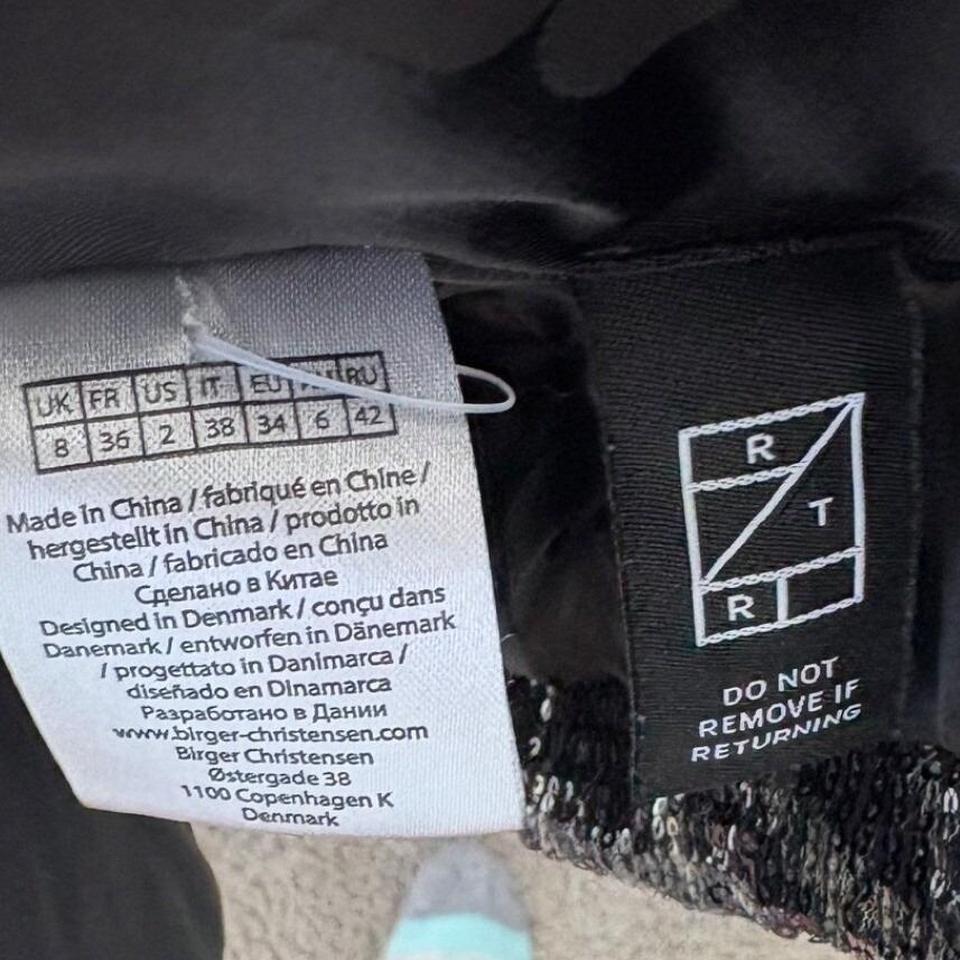 UK FR US IT EU RU
8 36 2 38 34 6 42
Made in China / fabriqué en Chine /
hergestellt in China / prodotto in
China / fabricado en China
Сделано в Китае
Designed in Denmark / conçu dans
Danemark / entworfen in Dänemark
/ progettato in Danimarca /
diseñado en Dinamarca
Разработано в Дании
www.birger-christensen.com
Birger Christensen
Østergade 38
1100 Copenhagen K
Denmark
R
T
R
DO NOT
REMOVE IF
RETURNING